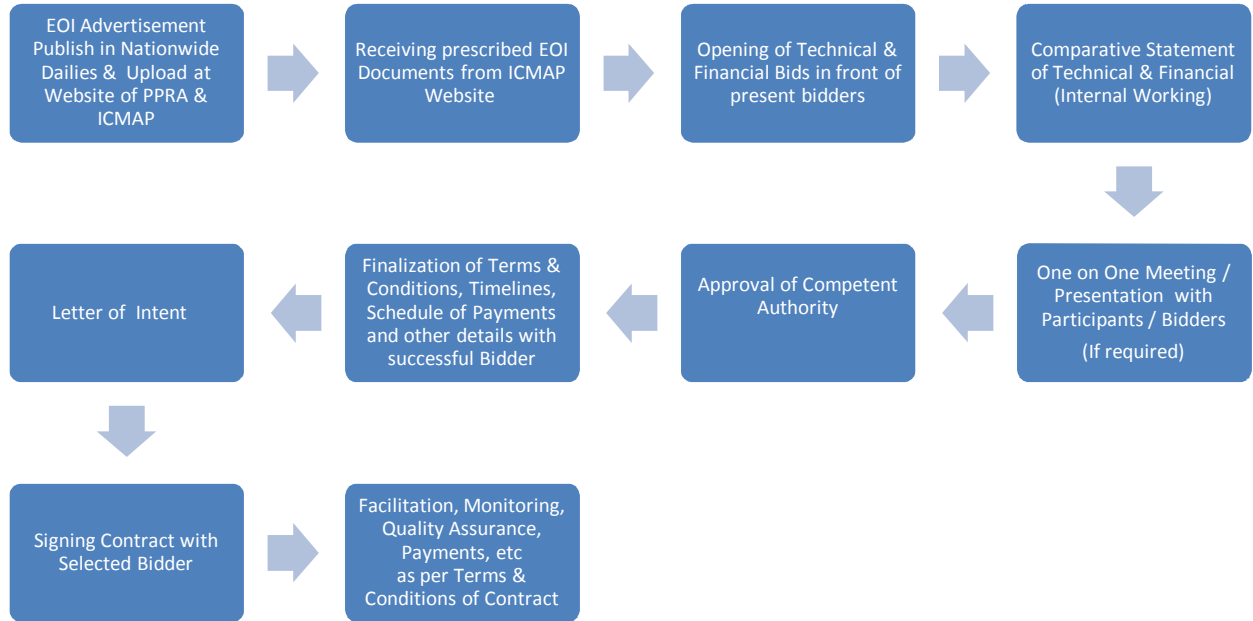 EOI Advertisement
Publish in Nationwide
Dailies & Upload at
Website of PPRA &
ICMAP
Receiving prescribed EOI
Documents from ICMAP
Website
Opening of Technical &
Financial Bids in front of
present bidders
Comparative Statement
of Technical & Financial
(Internal Working)
One on One Meeting /
Presentation with
Participants / Bidders
(If required)
Approval of Competent
Authority
Finalization of Terms &
Conditions, Timelines,
Schedule of Payments
and other details with
successful Bidder
Letter of Intent
Signing Contract with
Selected Bidder
Facilitation, Monitoring,
Quality Assurance,
Payments, etc
as per Terms &
Conditions of Contract